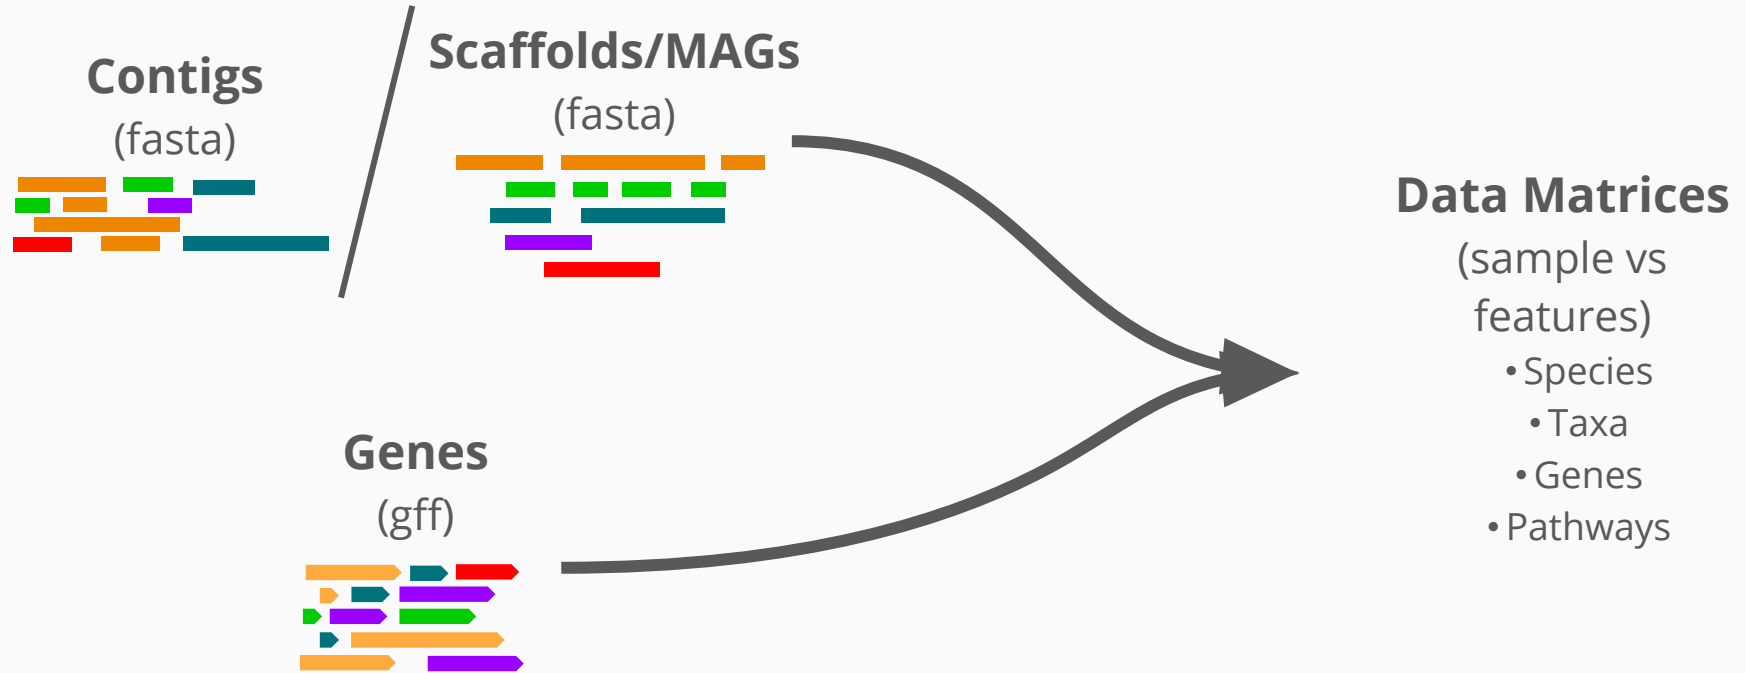 Contigs
(fasta)
Scaffolds/MAGs
(fasta)
Genes
(gff)
Data Matrices
(sample vs
features)
• Species
• Taxa
• Genes
• Pathways